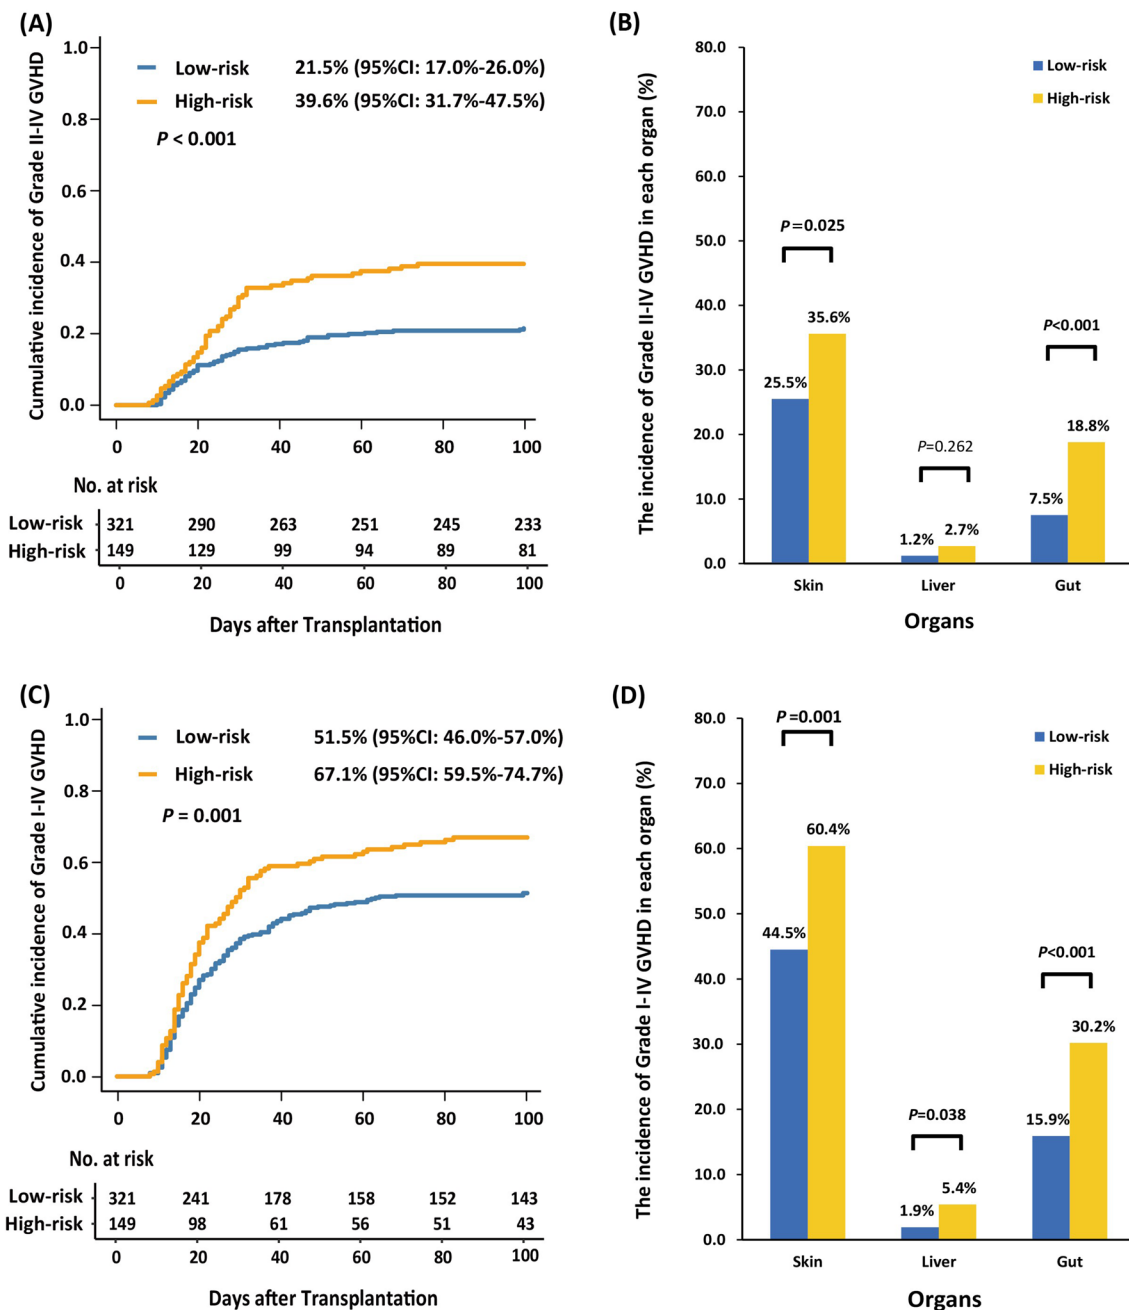 (A)
Cumulative incidence of Grade II-IV GVHD
1.0
0.8
0.6
0.4
0.2
0.0
Low-risk 21.5% (95%CI: 17.0%-26.0%)
High-risk 39.6% (95%CI: 31.7%-47.5%)
P < 0.001
0 20 40 60 80 100
No. at risk
Low-risk 321 290 263 251 245 233
High-risk 149 129 99 94 89 81
0 20 40 60 80 100
Days after Transplantation
(B)
The incidence of Grade II-IV GVHD in each organ (%)
80.0
70.0
60.0
50.0
40.0
30.0
20.0
10.0
0.0
Low-risk
High-risk
P=0.025
25.5% 35.6%
P=0.262
1.2% 2.7%
P<0.001
7.5% 18.8%
Skin Liver Gut
Organs
(C)
Cumulative incidence of Grade I-IV GVHD
1.0
0.8
0.6
0.4
0.2
0.0
Low-risk 51.5% (95%CI: 46.0%-57.0%)
High-risk 67.1% (95%CI: 59.5%-74.7%)
P = 0.001
0 20 40 60 80 100
No. at risk
Low-risk 321 241 178 158 152 143
High-risk 149 98 61 56 51 43
0 20 40 60 80 100
Days after Transplantation
(D)
The incidence of Grade I-IV GVHD in each organ (%)
80.0
70.0
60.0
50.0
40.0
30.0
20.0
10.0
0.0
Low-risk
High-risk
P =0.001
44.5% 60.4%
P=0.038
1.9% 5.4%
P<0.001
15.9% 30.2%
Skin Liver Gut
Organs